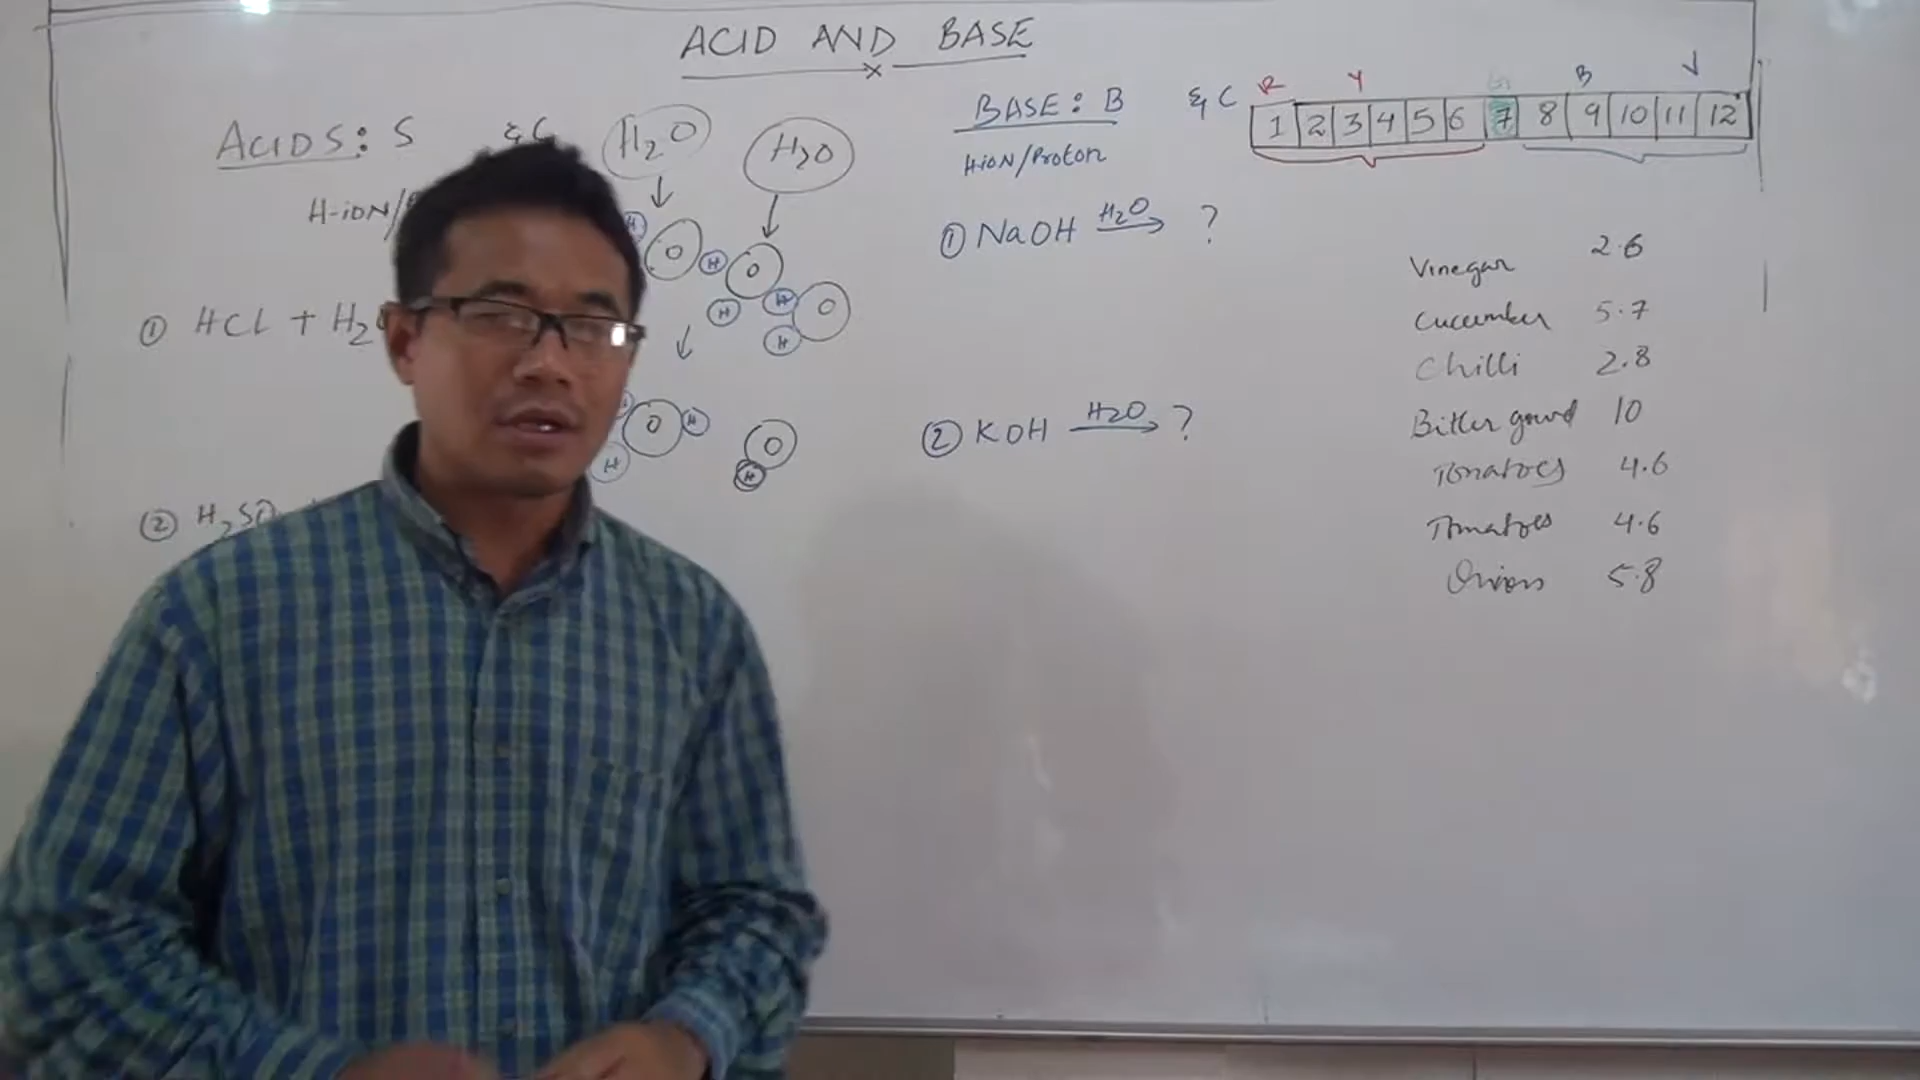 ACID AND BASE
ACIDS: S & C
H-ION/
① HCl + H₂
② H₂SO
H₂O H₂O
H O H O
H H O
H
O H O
H H
BASE: B & C
H-ION/Proton
① NaOH H₂O → ?
② KOH H₂O → ?
R Y G B V
1 2 3 4 5 6 7 8 9 10 11 12
Vinegar 2.6
Cucumber 5.7
Chilli 2.8
Bitter gourd 10
Tomatoes 4.6
Tomatoes 4.6
Onions 5.8